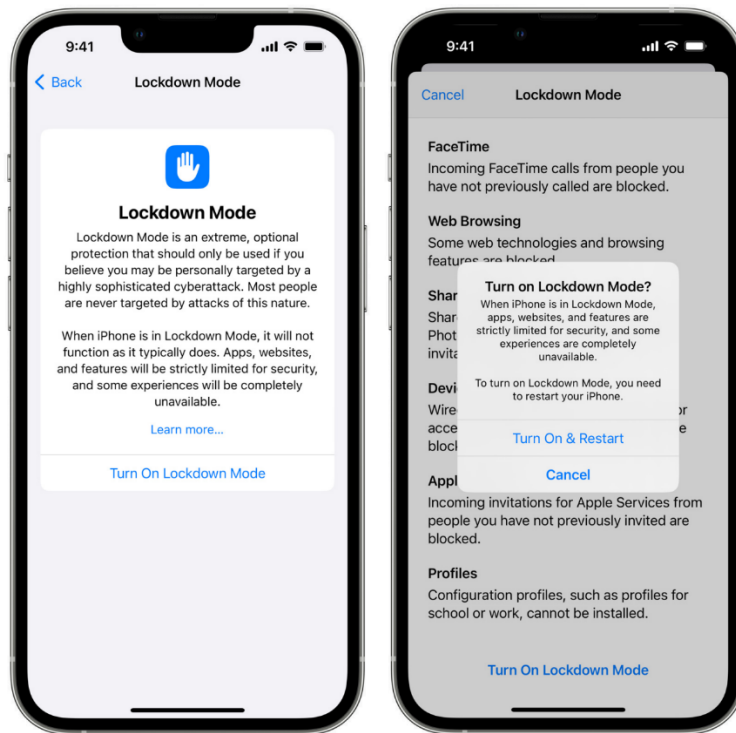 9:41
Back
Lockdown Mode
Lockdown Mode
Lockdown Mode is an extreme, optional
protection that should only be used if you
believe you may be personally targeted by a
highly sophisticated cyberattack. Most people
are never targeted by attacks of this nature.
When iPhone is in Lockdown Mode, it will not
function as it typically does. Apps, websites,
and features will be strictly limited for security,
and some experiences will be completely
unavailable.
Learn more...
Turn On Lockdown Mode
9:41
Cancel
Lockdown Mode
FaceTime
Incoming FaceTime calls from people you
have not previously called are blocked.
Web Browsing
Some web technologies and browsing
features are blocked
Turn on Lockdown Mode?
When iPhone is in Lockdown Mode,
apps, websites, and features are
strictly limited for security, and some
experiences are completely
unavailable.
To turn on Lockdown Mode, you need
to restart your iPhone.
Turn On & Restart
Cancel
Incoming invitations for Apple Services from
people you have not previously invited are
blocked.
Profiles
Configuration profiles, such as profiles for
school or work, cannot be installed.
Turn On Lockdown Mode